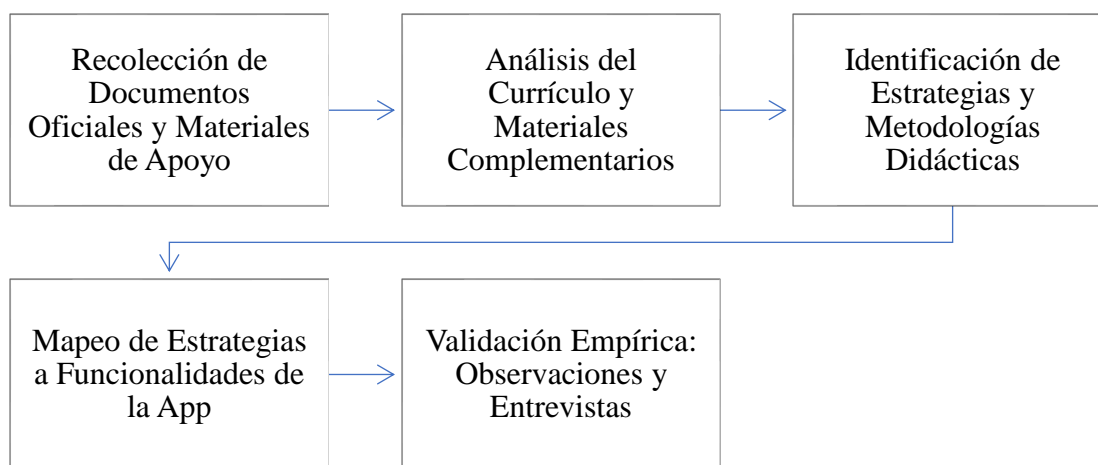 Recolección de
Documentos
Oficiales y Materiales
de Apoyo
Análisis del
Currículo y
Materiales
Complementarios
Identificación de
Estrategias y
Metodologías
Didácticas
Mapeo de Estrategias
a Funcionalidades de
la App
Validación Empírica:
Observaciones y
Entrevistas